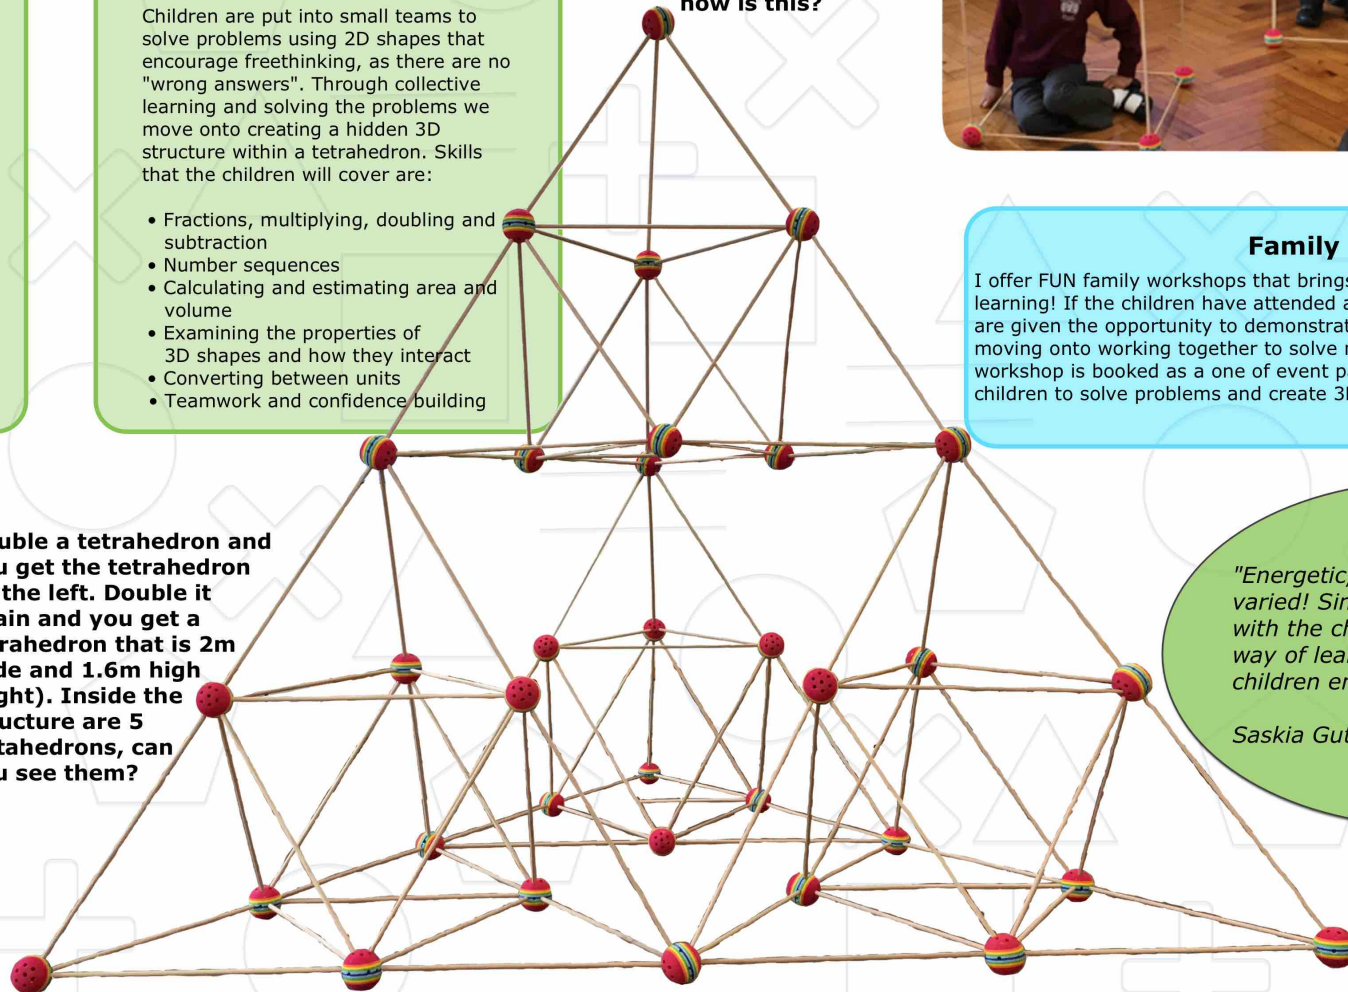 how is this?
Children are put into small teams to
solve problems using 2D shapes that
encourage freethinking, as there are no
"wrong answers". Through collective
learning and solving the problems we
move onto creating a hidden 3D
structure within a tetrahedron. Skills
that the children will cover are:
• Fractions, multiplying, doubling and
subtraction
• Number sequences
• Calculating and estimating area and
volume
• Examining the properties of
3D shapes and how they interact
• Converting between units
• Teamwork and confidence building
Family
I offer FUN family workshops that brings
learning! If the children have attended a
are given the opportunity to demonstrat
moving onto working together to solve
workshop is booked as a one of event p
children to solve problems and create 3
uble a tetrahedron and
u get the tetrahedron
the left. Double it
ain and you get a
rahedron that is 2m
de and 1.6m high
ght). Inside the
ucture are 5
tahedrons, can
u see them?
"Energetic,
varied! Sin
with the ch
way of lea
children en
Saskia Gut